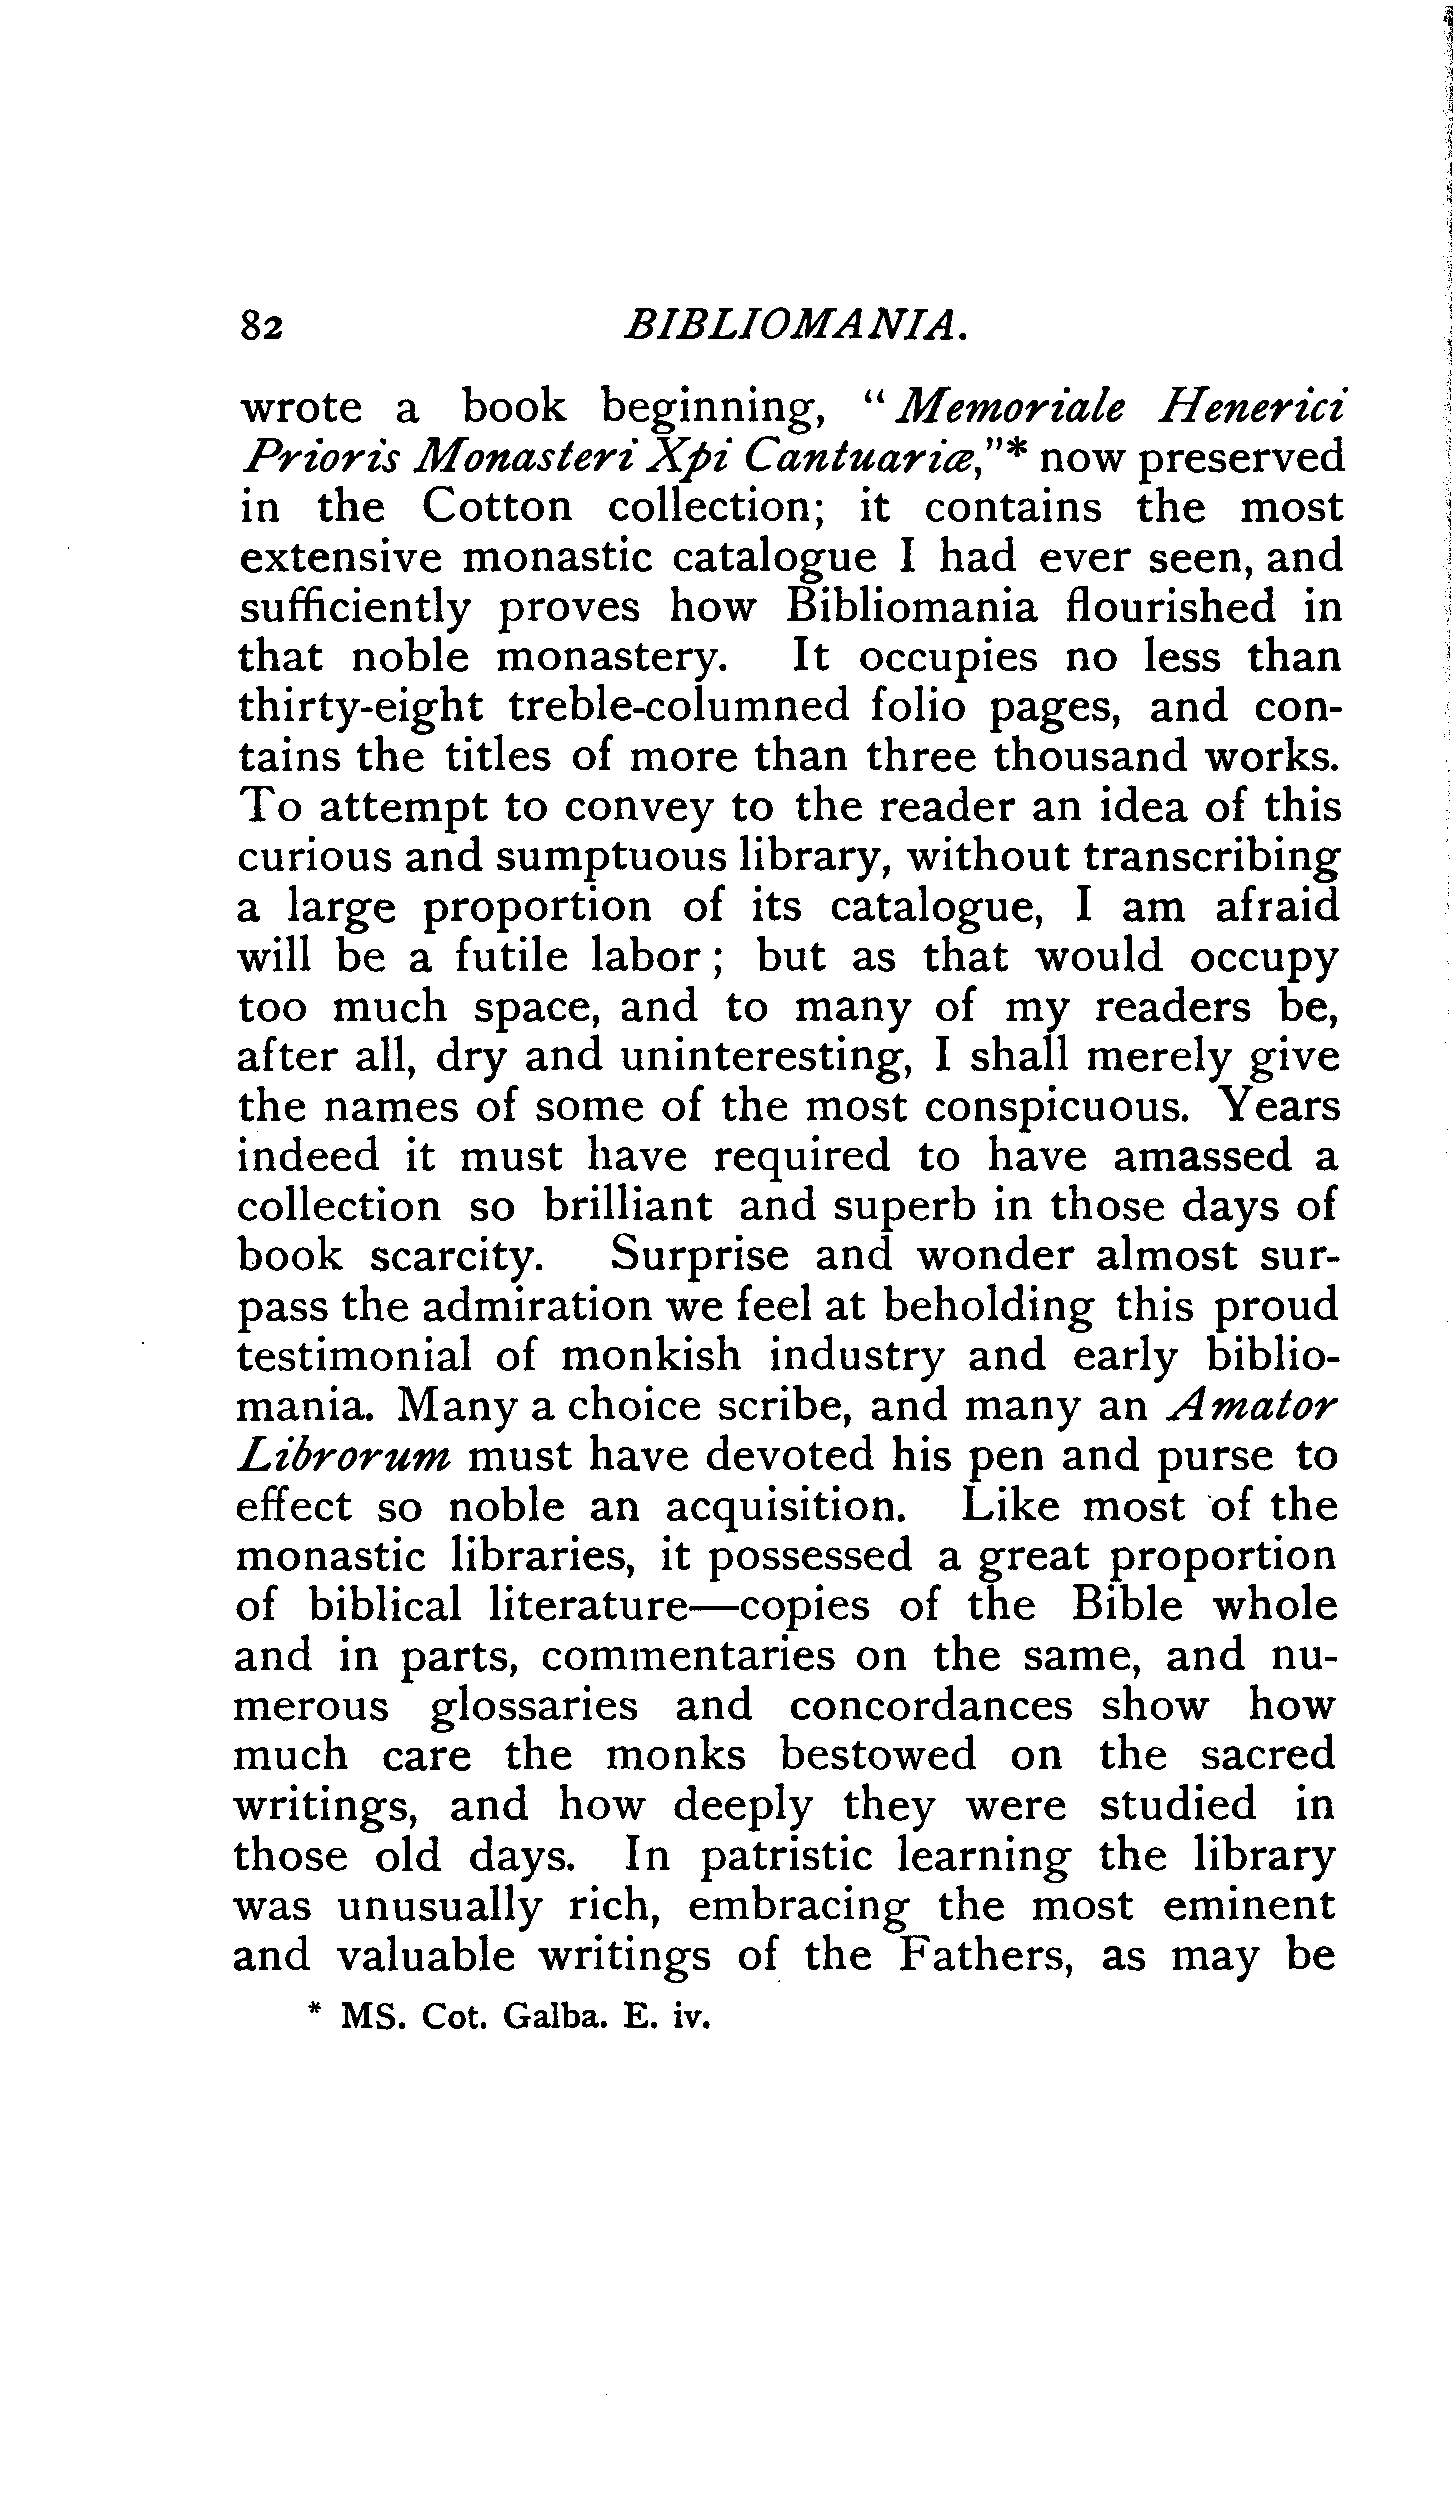 82 BIBLIOMANIA.
wrote a book beginning, "Memoriale Henerici
Prioris Monasteri Xpi Cantuariæ,"* now preserved
in the Cotton collection; it contains the most
extensive monastic catalogue I had ever seen, and
sufficiently proves how Bibliomania flourished in
that noble monastery. It occupies no less than
thirty-eight treble-columned folio pages, and con-
tains the titles of more than three thousand works.
To attempt to convey to the reader an idea of this
curious and sumptuous library, without transcribing
a large proportion of its catalogue, I am afraid
will be a futile labor; but as that would occupy
too much space, and to many of my readers be,
after all, dry and uninteresting, I shall merely give
the names of some of the most conspicuous. Years
indeed it must have required to have amassed a
collection so brilliant and superb in those days of
book scarcity. Surprise and wonder almost sur-
pass the admiration we feel at beholding this proud
testimonial of monkish industry and early biblio-
mania. Many a choice scribe, and many an Amator
Librorum must have devoted his pen and purse to
effect so noble an acquisition. Like most of the
monastic libraries, it possessed a great proportion
of biblical literature—copies of the Bible whole
and in parts, commentaries on the same, and nu-
merous glossaries and concordances show how
much care the monks bestowed on the sacred
writings, and how deeply they were studied in
those old days. In patristic learning the library
was unusually rich, embracing the most eminent
and valuable writings of the Fathers, as may be
* MS. Cot. Galba. E. iv.